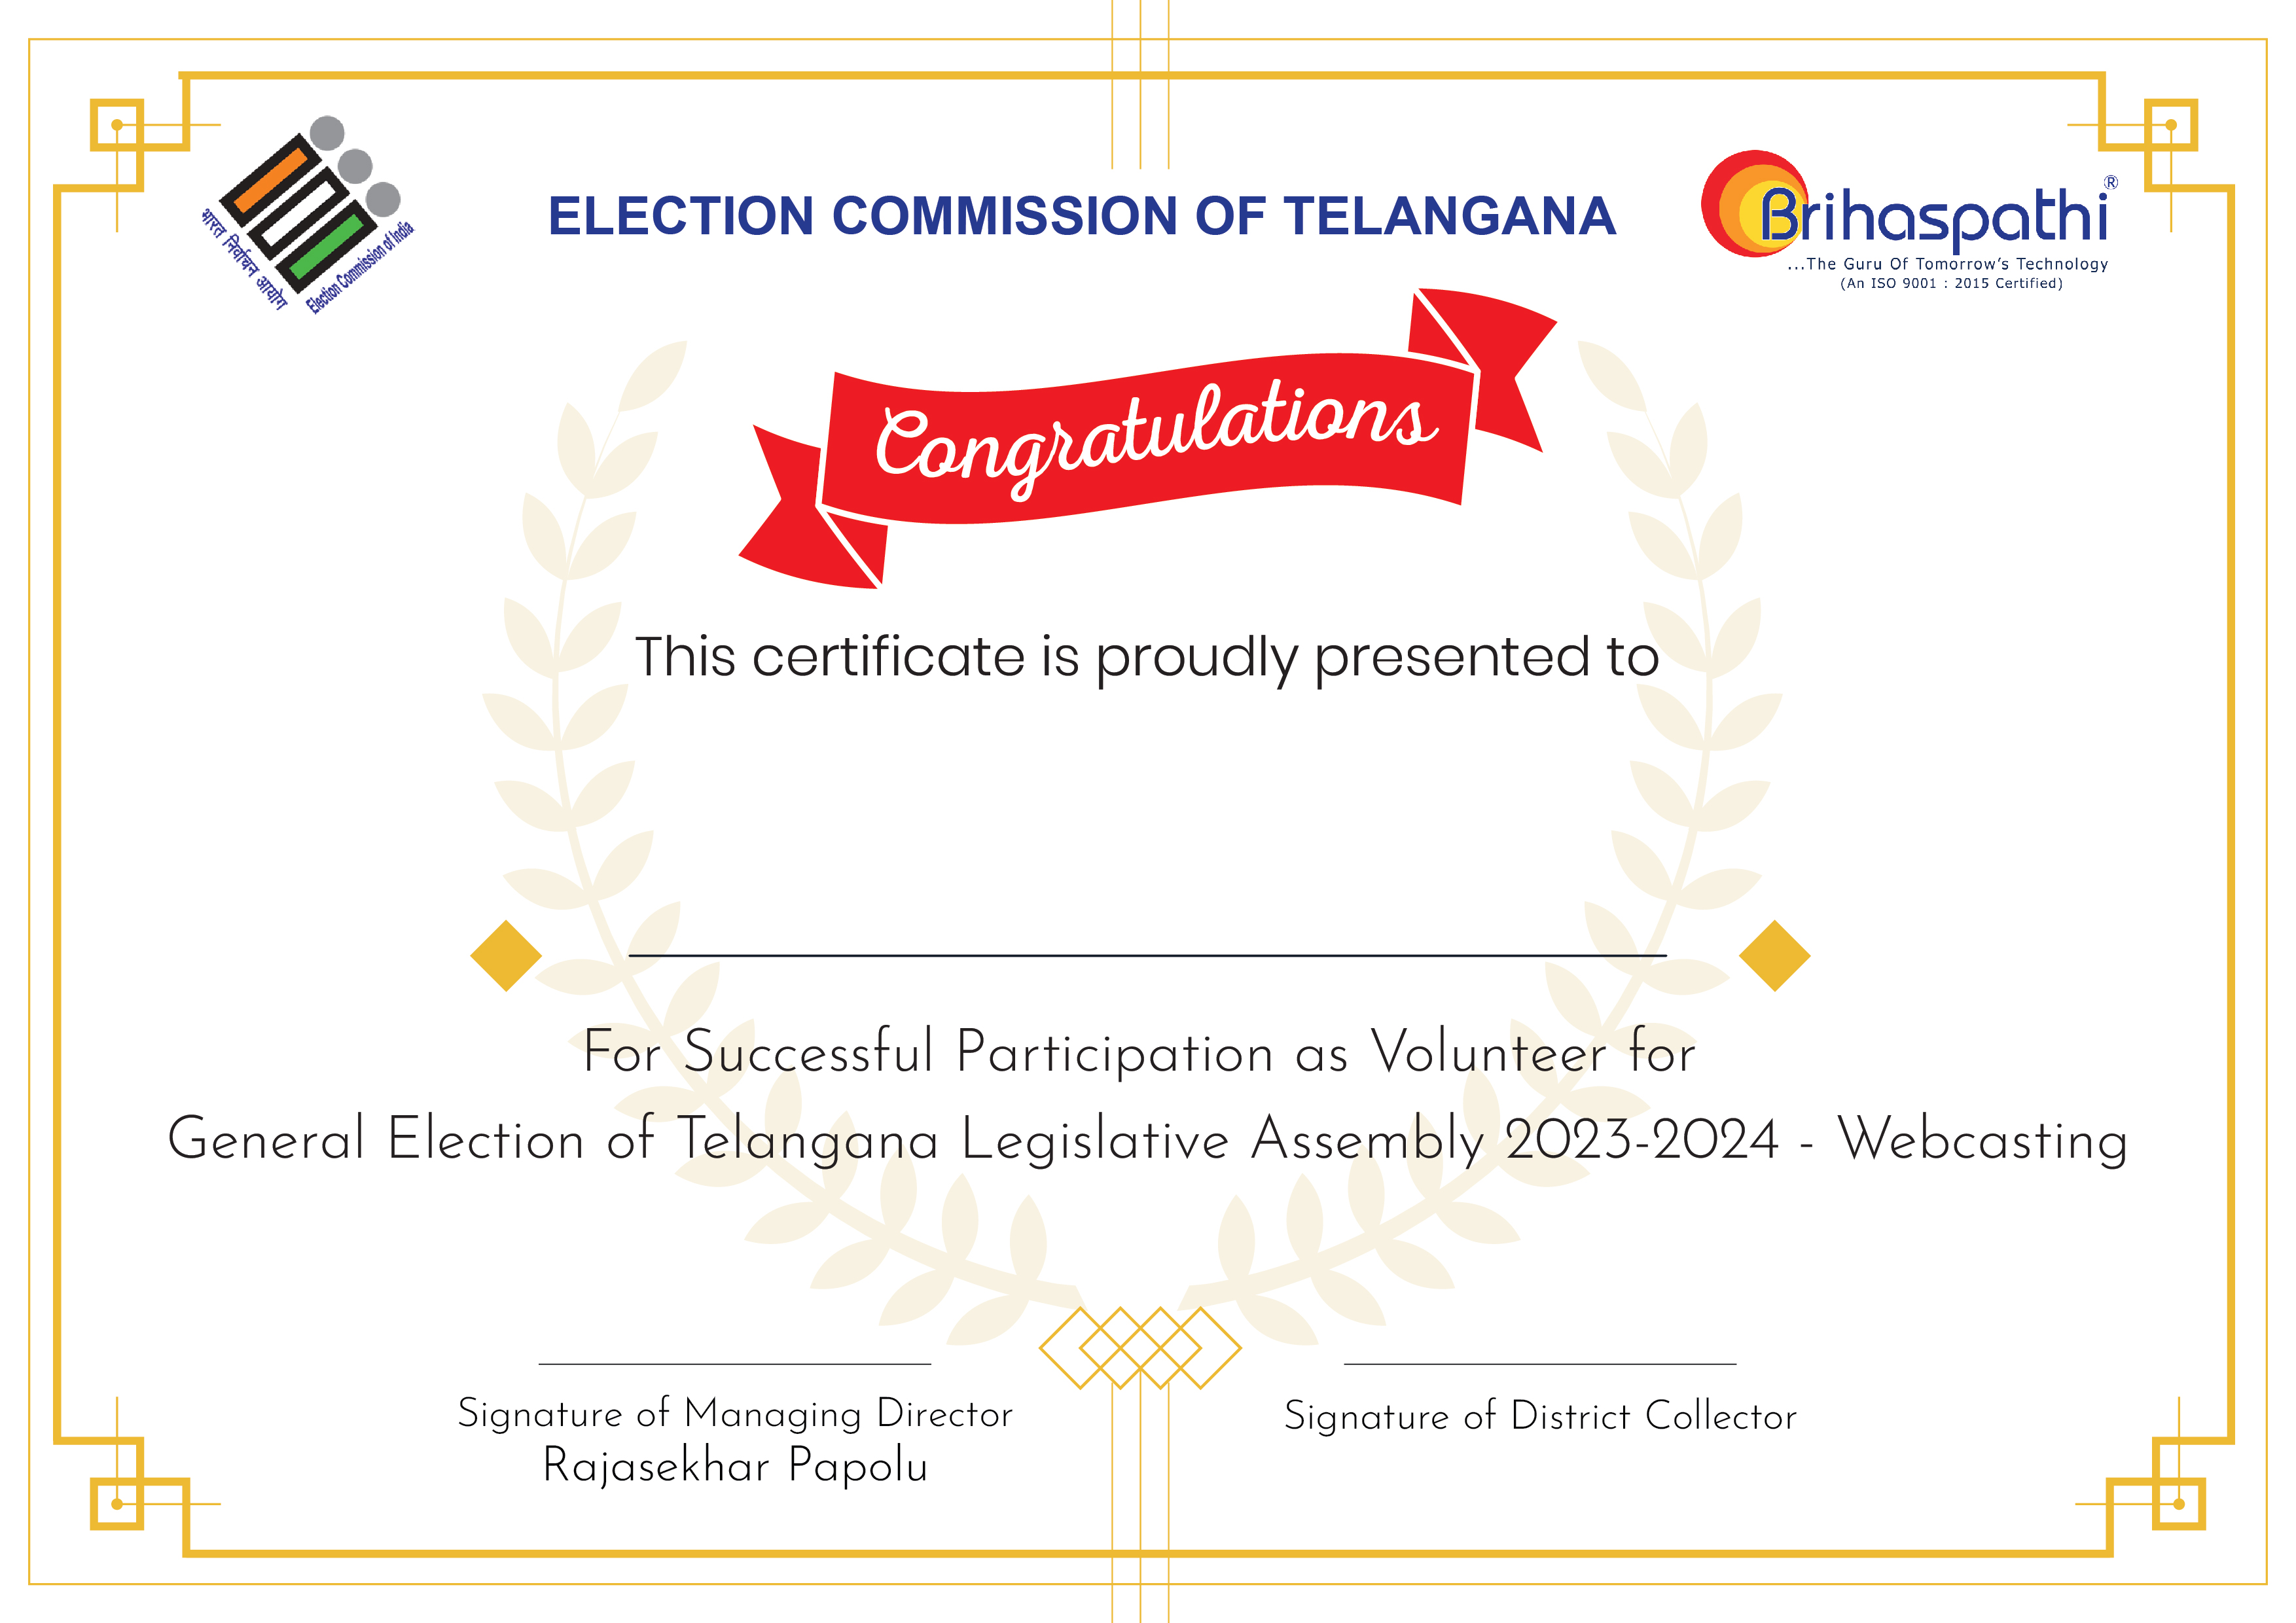 भारत निर्वाचन आयोग
Election Commission of India
ELECTION COMMISSION OF TELANGANA
Brihaspathi®
...The Guru Of Tomorrow's Technology
(An ISO 9001 : 2015 Certified)
Congratulations
This certificate is proudly presented to
For Successful Participation as Volunteer for
General Election of Telangana Legislative Assembly 2023-2024 - Webcasting
Signature of Managing Director
Rajasekhar Papolu
Signature of District Collector